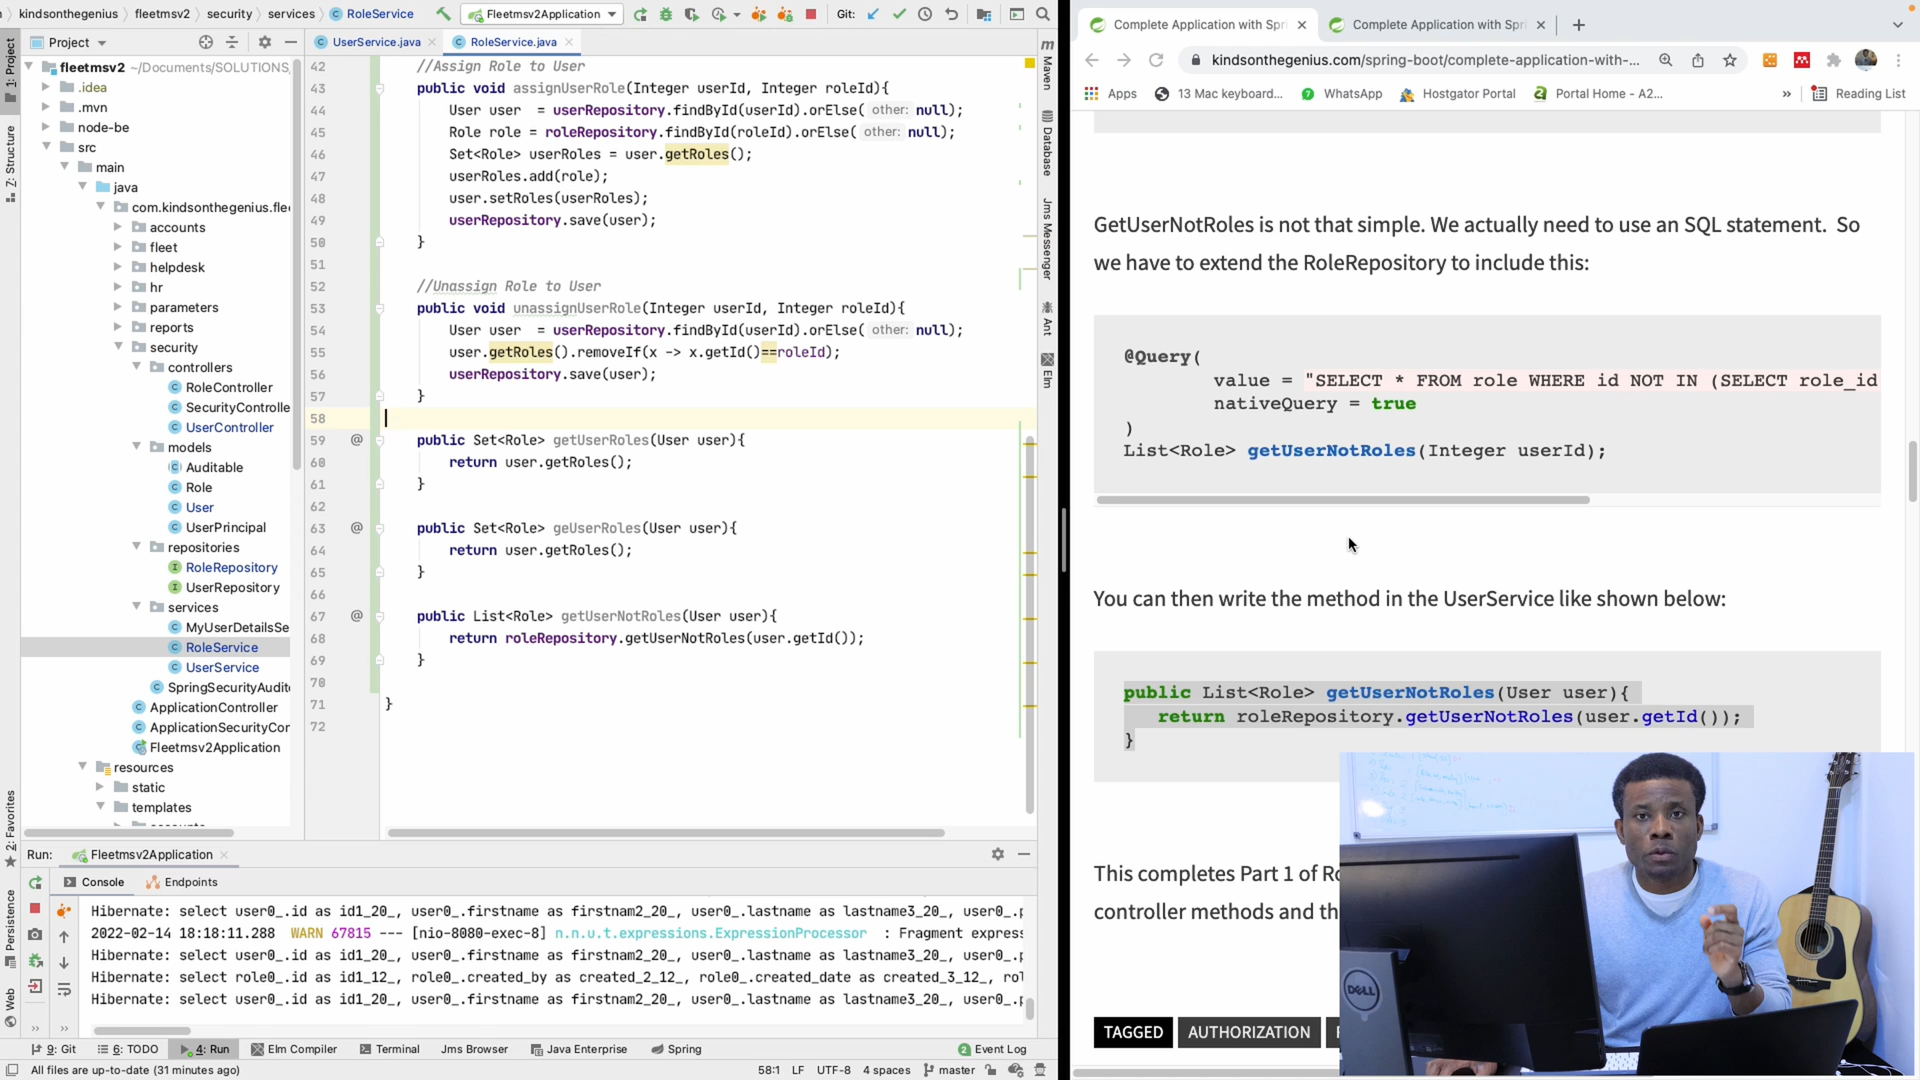 kindsonthegenius
fleetmsv2
security
services
RoleService
Fleetmsv2Application
Git:
Project
UserService.java
RoleService.java
fleetmsv2 ~/Documents/SOLUTIONS
.idea
.mvn
node-be
src
main
java
com.kindsonthegenius.flee
accounts
fleet
helpdesk
hr
parameters
reports
security
controllers
RoleController
SecurityControlle
UserController
models
Auditable
Role
User
UserPrincipal
repositories
RoleRepository
UserRepository
services
MyUserDetailsSe
RoleService
UserService
SpringSecurityAudit
ApplicationController
ApplicationSecurityCor
Fleetmsv2Application
resources
static
templates
1: Project
Z: Structure
2: Favorites
Persistence
Web
42 //Assign Role to User
43 public void assignUserRole(Integer userId, Integer roleId){
44 User user = userRepository.findById(userId).orElse( other: null);
45 Role role = roleRepository.findById(roleId).orElse( other: null);
46 Set<Role> userRoles = user.getRoles();
47 userRoles.add(role);
48 user.setRoles(userRoles);
49 userRepository.save(user);
50 }
51
52 //Unassign Role to User
53 public void unassignUserRole(Integer userId, Integer roleId){
54 User user = userRepository.findById(userId).orElse( other: null);
55 user.getRoles().removeIf(x -> x.getId()==roleId);
56 userRepository.save(user);
57 }
58
59 @ public Set<Role> getUserRoles(User user){
60 return user.getRoles();
61 }
62
63 @ public Set<Role> geUserRoles(User user){
64 return user.getRoles();
65 }
66
67 @ public List<Role> getUserNotRoles(User user){
68 return roleRepository.getUserNotRoles(user.getId());
69 }
70
71 }
72
Maven
Database
Jms Messenger
Ant
Elm
Run: Fleetmsv2Application
Console
Endpoints
Hibernate: select user0_.id as id1_20_, user0_.firstname as firstnam2_20_, user0_.lastname as lastname3_20_, user0_.p
2022-02-14 18:18:11.288 WARN 67815 --- [nio-8080-exec-8] n.n.u.t.expressions.ExpressionProcessor : Fragment express
Hibernate: select user0_.id as id1_20_, user0_.firstname as firstnam2_20_, user0_.lastname as lastname3_20_, user0_.p
Hibernate: select role0_.id as id1_12_, role0_.created_by as created_2_12_, role0_.created_date as created_3_12_, rol
Hibernate: select user0_.id as id1_20_, user0_.firstname as firstnam2_20_, user0_.lastname as lastname3_20_, user0_.p
9: Git
6: TODO
4: Run
Elm Compiler
Terminal
Jms Browser
Java Enterprise
Spring
2 Event Log
All files are up-to-date (31 minutes ago)
58:1 LF UTF-8 4 spaces master
Complete Application with Spri
Complete Application with Spri
kindsonthegenius.com/spring-boot/complete-application-with-...
Apps
13 Mac keyboard...
WhatsApp
Hostgator Portal
Portal Home - A2...
»
Reading List
GetUserNotRoles is not that simple. We actually need to use an SQL statement. So
we have to extend the RoleRepository to include this:
@Query(
value = "SELECT * FROM role WHERE id NOT IN (SELECT role_id
nativeQuery = true
)
List<Role> getUserNotRoles(Integer userId);
You can then write the method in the UserService like shown below:
public List<Role> getUserNotRoles(User user){
return roleRepository.getUserNotRoles(user.getId());
}
This completes Part 1 of Ro
controller methods and th
TAGGED
AUTHORIZATION
DELL